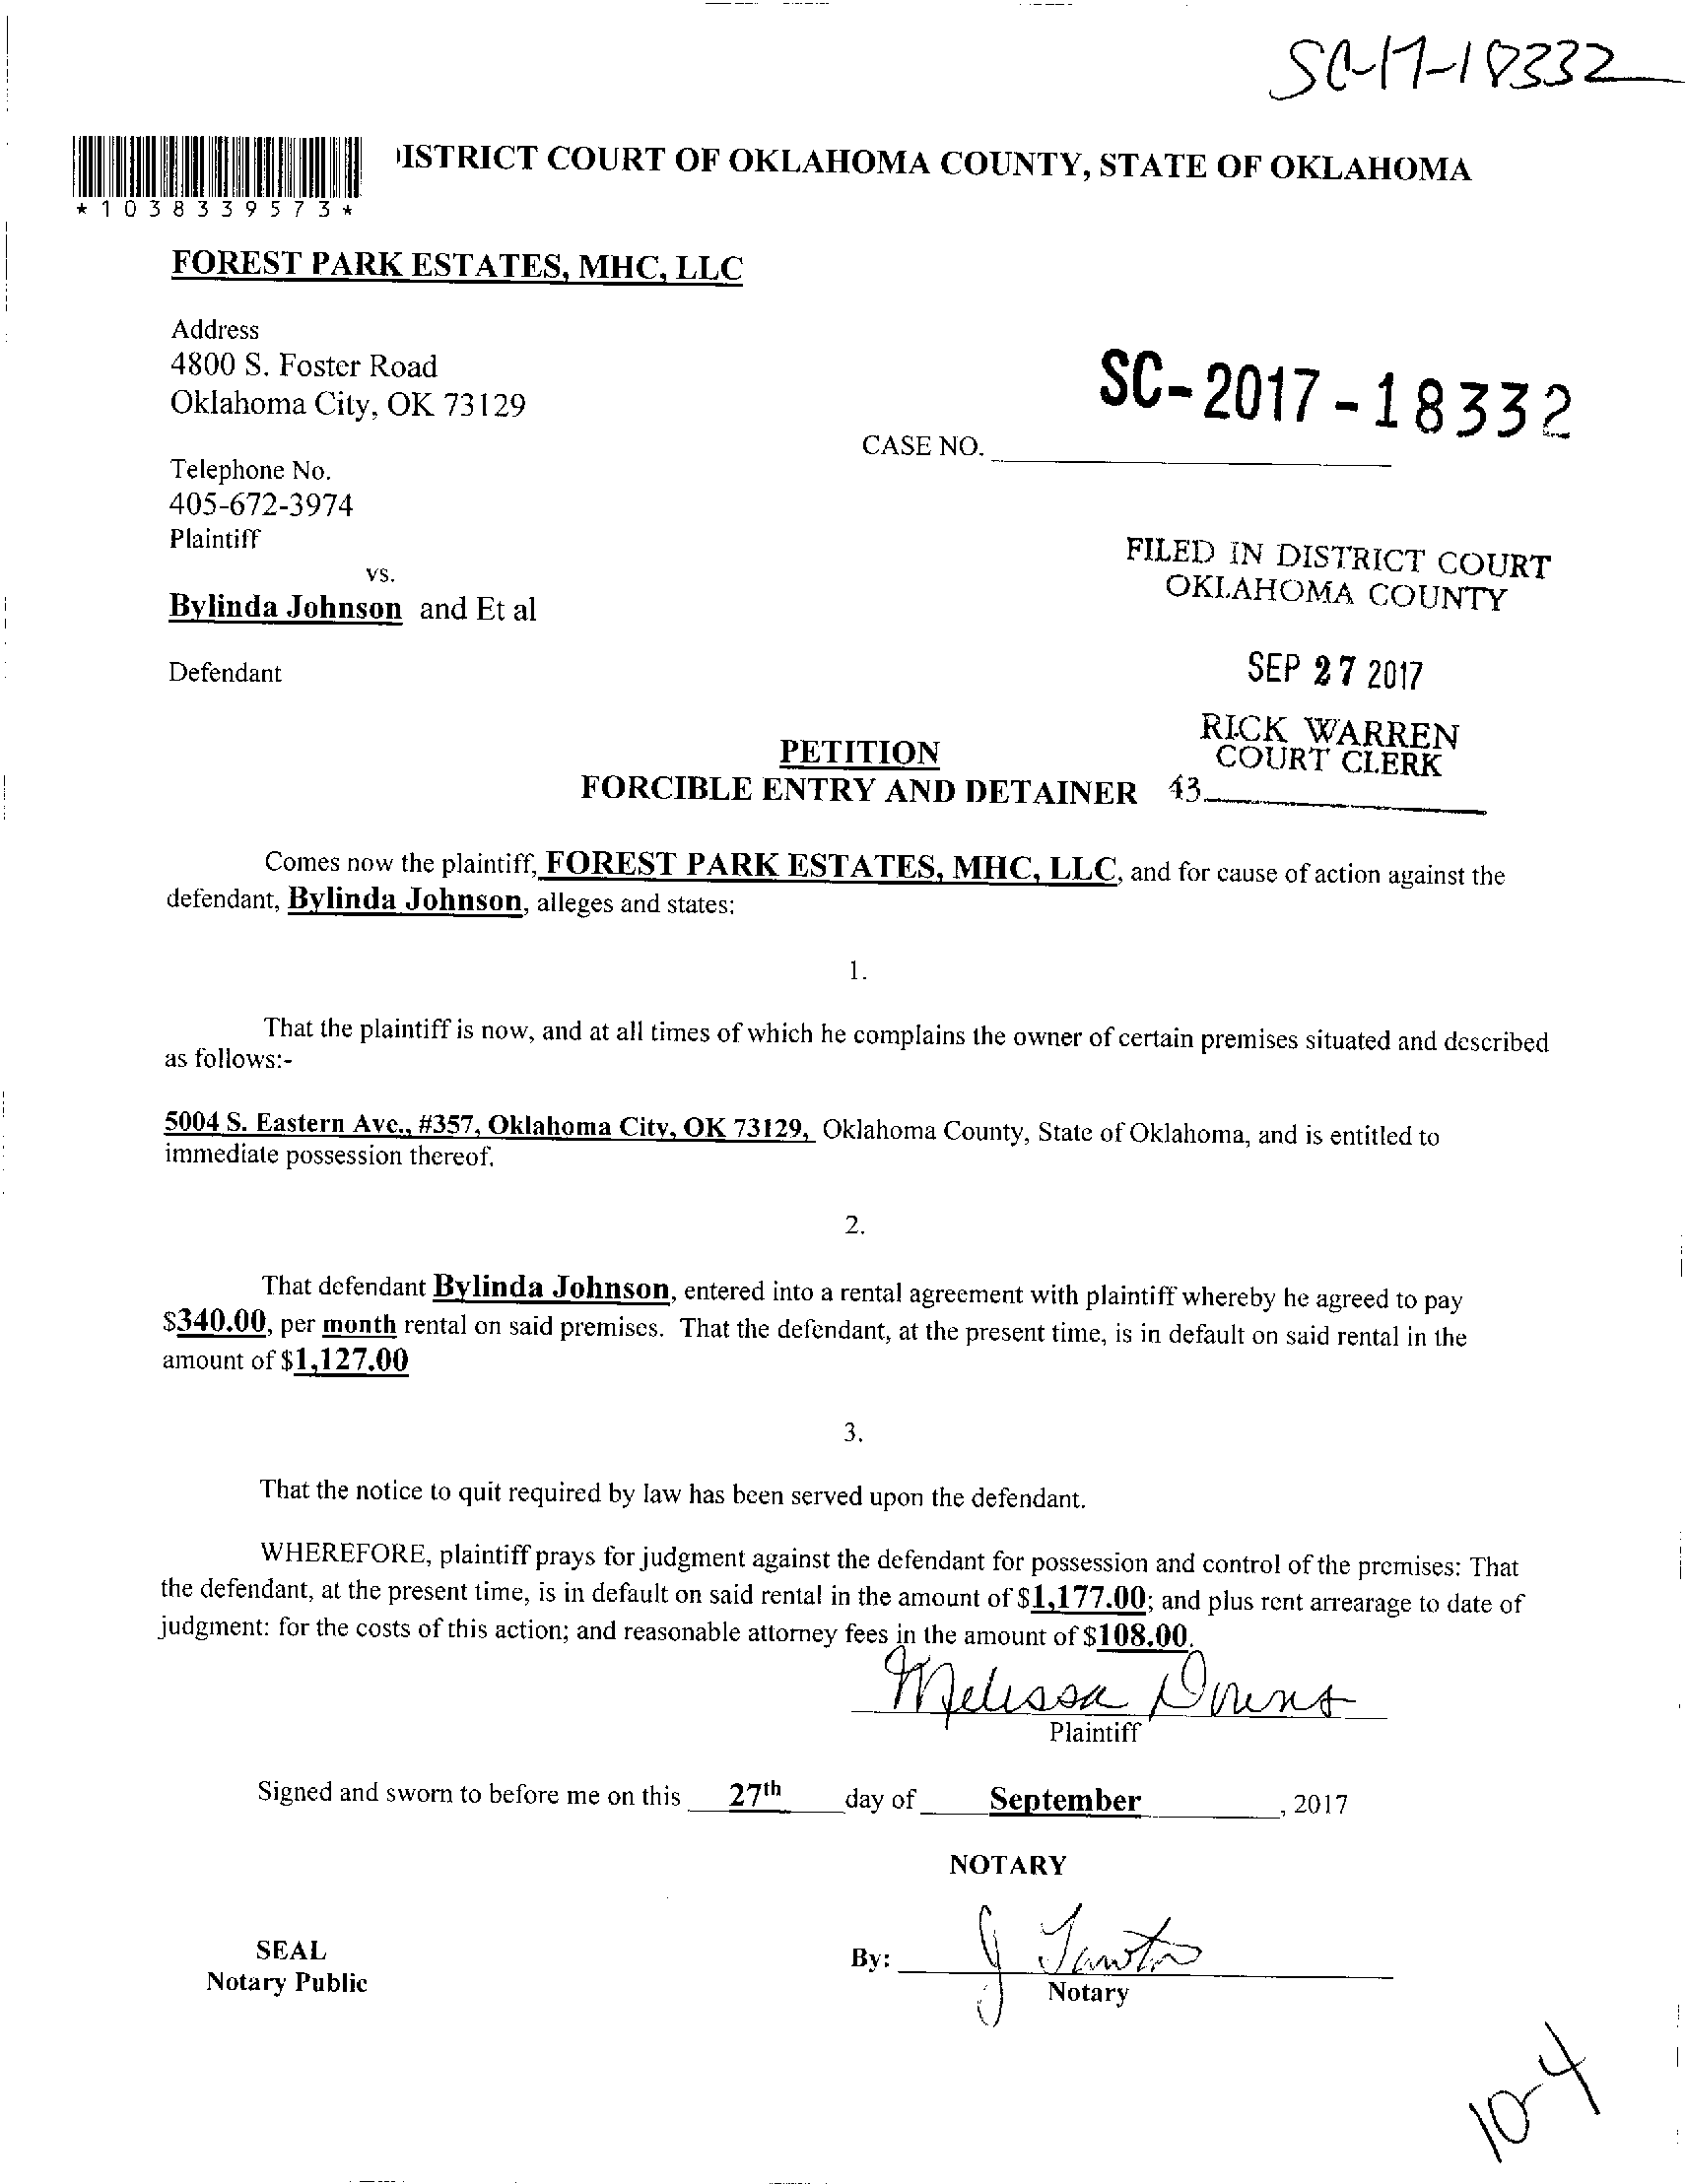 SC-17-18332
ISTRICT COURT OF OKLAHOMA COUNTY, STATE OF OKLAHOMA
*1038339573*
FOREST PARK ESTATES, MHC, LLC
Address
4800 S. Foster Road
Oklahoma City, OK 73129
SC-2017-18332
CASE NO.
Telephone No.
405-672-3974
Plaintiff
vs.
Bylinda Johnson and Et al
Defendant
FILED IN DISTRICT COURT
OKLAHOMA COUNTY
SEP 27 2017
RICK WARREN
COURT CLERK
43
PETITION
FORCIBLE ENTRY AND DETAINER
Comes now the plaintiff, FOREST PARK ESTATES, MHC, LLC, and for cause of action against the
defendant, Bylinda Johnson, alleges and states:
1.
That the plaintiff is now, and at all times of which he complains the owner of certain premises situated and described
as follows:-
5004 S. Eastern Ave., #357, Oklahoma City, OK 73129, Oklahoma County, State of Oklahoma, and is entitled to
immediate possession thereof.
2.
That defendant Bylinda Johnson, entered into a rental agreement with plaintiff whereby he agreed to pay
$340.00, per month rental on said premises. That the defendant, at the present time, is in default on said rental in the
amount of $1,127.00
3.
That the notice to quit required by law has been served upon the defendant.
WHEREFORE, plaintiff prays for judgment against the defendant for possession and control of the premises: That
the defendant, at the present time, is in default on said rental in the amount of $1,177.00; and plus rent arrearage to date of
judgment: for the costs of this action; and reasonable attorney fees in the amount of $108.00.
Melissa Downs
Plaintiff
Signed and sworn to before me on this 27th day of September, 2017
NOTARY
SEAL
Notary Public
By: J
Notary
10-4